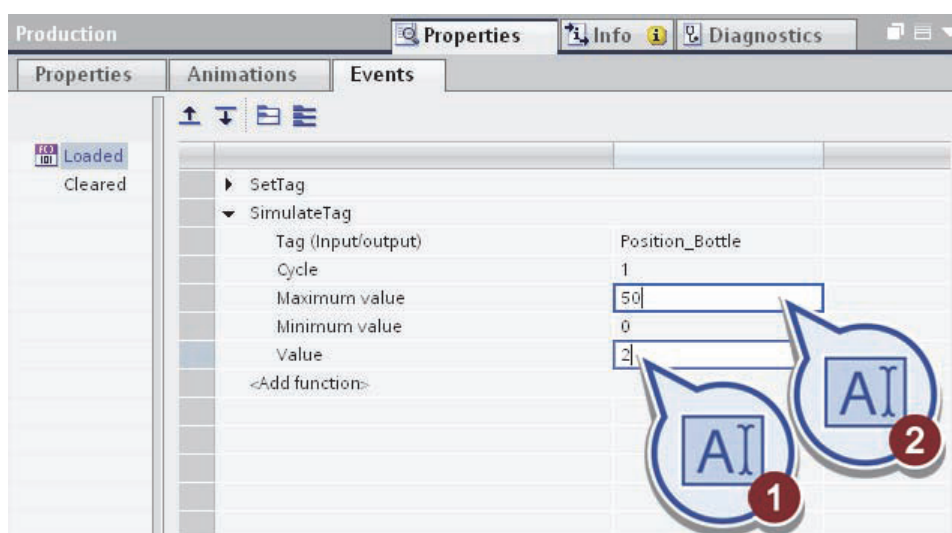 Production Properties Info Diagnostics
Properties Animations Events
Loaded
Cleared
SetTag
SimulateTag
Tag (Input/output) Position_Bottle
Cycle 1
Maximum value 50
Minimum value 0
Value 2
<Add function>
AI 2
AI 1